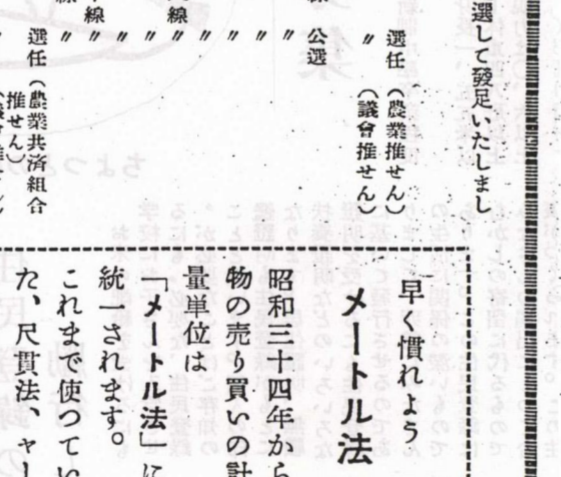 選して発足いたしまし
選任（農業推せん）
〃（議會推せん）
公選
〃
〃
〃
〃
〃
〃
〃
選任（農業共済組合
推せん）
早く慣れよう
メートル法
昭和三十四年から
物の売り買いの計
量単位は
「メートル法」に
統一されます。
これまで使つてい
た、尺貫法、ヤー